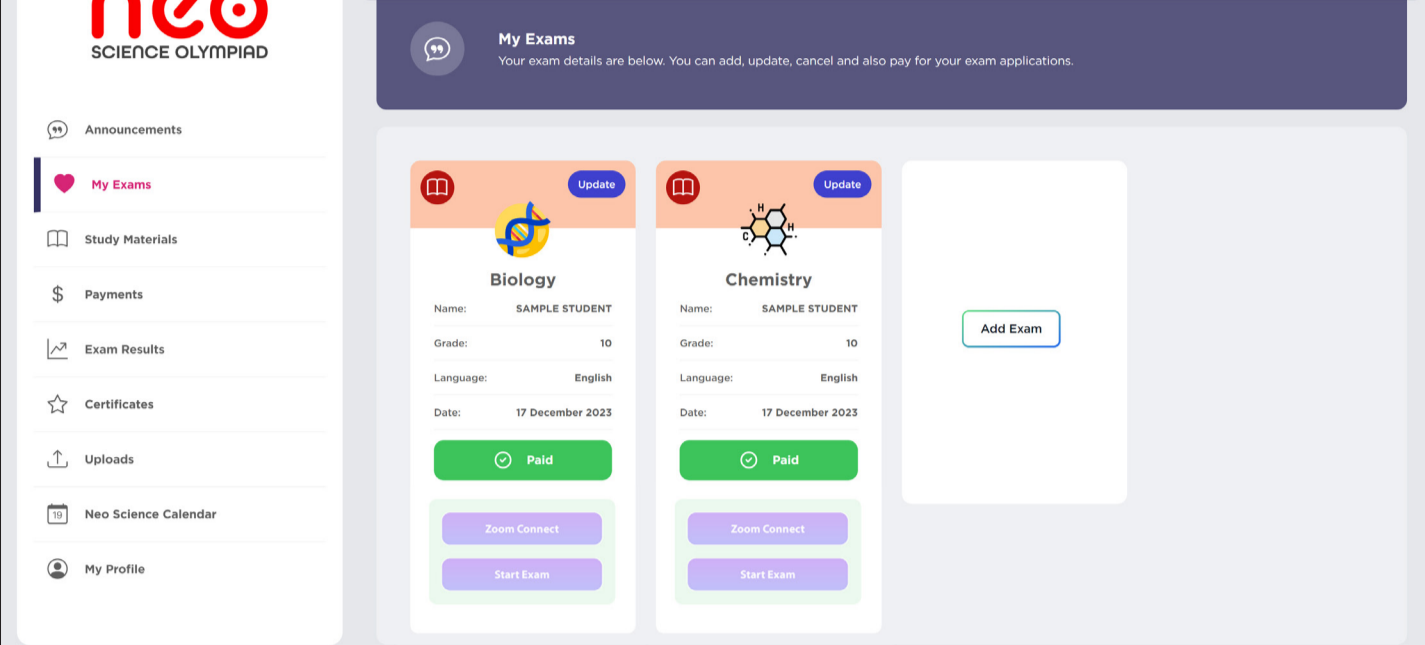 neo
SCIENCE OLYMPIAD
Announcements
My Exams
Study Materials
Payments
Exam Results
Certificates
Uploads
19
Neo Science Calendar
My Profile
My Exams
Your exam details are below. You can add, update, cancel and also pay for your exam applications.
Update
Biology
Name: SAMPLE STUDENT
Grade: 10
Language: English
Date: 17 December 2023
Paid
Zoom Connect
Start Exam
Update
H
H
C
Chemistry
Name: SAMPLE STUDENT
Grade: 10
Language: English
Date: 17 December 2023
Paid
Zoom Connect
Start Exam
Add Exam